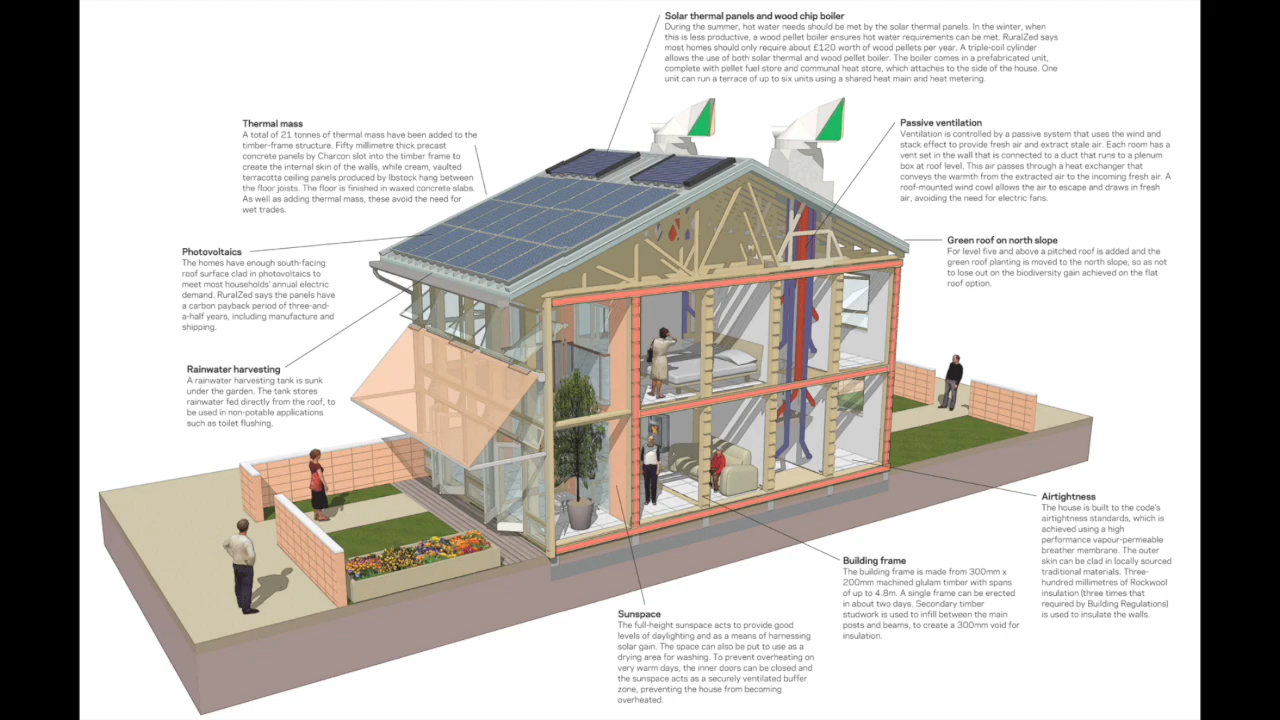 Solar thermal panels and wood chip boiler
During the summer, hot water needs should be met by the solar thermal panels. In the winter, when
this is less productive, a wood pellet boiler ensures hot water requirements can be met. RuralZed says
most homes should only require about £120 worth of wood pellets per year. A triple-coil cylinder
allows the use of both solar thermal and wood pellet boiler. The boiler comes in a prefabricated unit,
complete with pellet fuel store and communal heat store, which attaches to the side of the house. One
unit can run a terrace of up to six units using a shared heat main and heat metering.
Thermal mass
A total of 21 tonnes of thermal mass have been added to the
timber-frame structure. Fifty millimetre thick precast
concrete panels by Charcon slot into the timber frame to
create the internal skin of the walls, while cream, vaulted
terracotta ceiling panels produced by Ibstock hang between
the floor joists. The floor is finished in waxed concrete slabs.
As well as adding thermal mass, these avoid the need for
wet trades.
Passive ventilation
Ventilation is controlled by a passive system that uses the wind and
stack effect to provide fresh air and extract stale air. Each room has a
vent set in the wall that is connected to a duct that runs to a plenum
box at roof level. This air passes through a heat exchanger that
conveys the warmth from the extracted air to the incoming fresh air. A
roof-mounted wind cowl allows the air to escape and draws in fresh
air, avoiding the need for electric fans.
Photovoltaics
The homes have enough south-facing
roof surface clad in photovoltaics to
meet most households' annual electric
demand. RuralZed says the panels have
a carbon payback period of three-and-
a-half years, including manufacture and
shipping.
Green roof on north slope
For level five and above a pitched roof is added and the
green roof planting is moved to the north slope, so as not
to lose out on the biodiversity gain achieved on the flat
roof option.
Rainwater harvesting
A rainwater harvesting tank is sunk
under the garden. The tank stores
rainwater fed directly from the roof, to
be used in non-potable applications
such as toilet flushing.
Airtightness
The house is built to the code's
airtightness standards, which is
achieved using a high
performance vapour-permeable
breather membrane. The outer
skin can be clad in locally sourced
traditional materials. Three-
hundred millimetres of Rockwool
insulation (three times that
required by Building Regulations)
is used to insulate the walls.
Building frame
The building frame is made from 300mm x
200mm machined glulam timber with spans
of up to 4.8m. A single frame can be erected
in about two days. Secondary timber
studwork is used to infill between the main
posts and beams, to create a 300mm void for
insulation.
Sunspace
The full-height sunspace acts to provide good
levels of daylighting and as a means of harnessing
solar gain. The space can also be put to use as a
drying area for washing. To prevent overheating on
very warm days, the inner doors can be closed and
the sunspace acts as a securely ventilated buffer
zone, preventing the house from becoming
overheated.